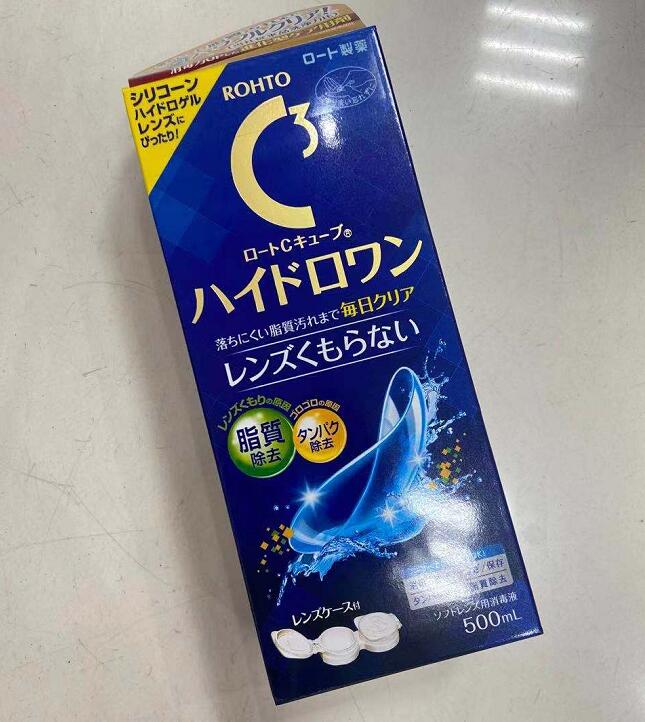 ロート製薬
シリコーン
ハイドロゲル
レンズに
ぴったり!
ROHTO
C3
ロートCキューブ®
ハイドロワン
落ちにくい脂質汚れまで毎日クリア
レンズくもらない
レンズくもりの原因
脂質
除去
ゴロゴロの原因
タンパク
除去
レンズケース付
/保存
ソフトレンズ用消毒液
500mL